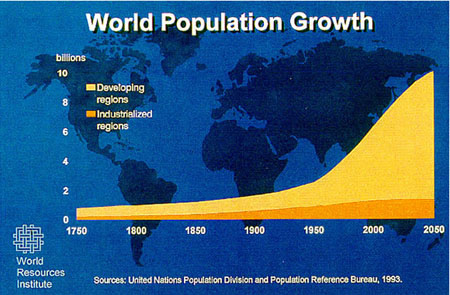 World Population Growth
billions
10
Developing
regions
8
Industrialized
regions
6
4
2
0
1750 1800 1850 1900 1950 2000 2050
World
Resources
Institute
Sources: United Nations Population Division and Population Reference Bureau, 1993.